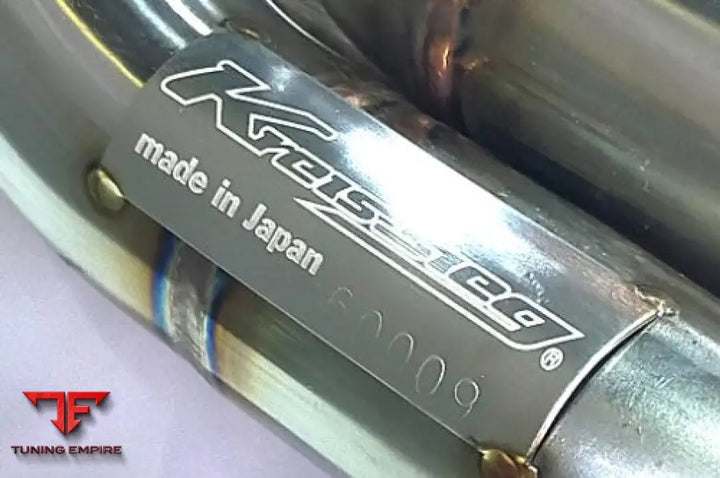 Kreissieg®
made in Japan
60009
TUNING EMPIRE